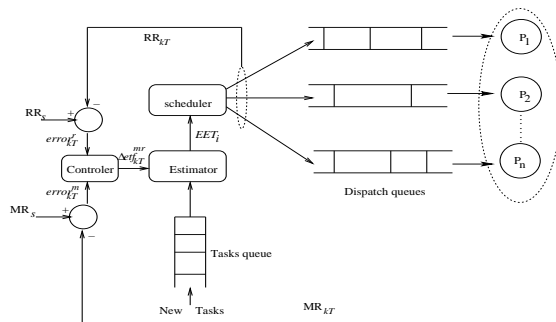 RR_kT
P_1
RR_s
+
−
scheduler
P_2
error^r_kT
EET_i
Controler
Δetf^mr_kT
Estimator
P_n
error^m_kT
Dispatch queues
MR_s
+
−
Tasks queue
New Tasks
MR_kT